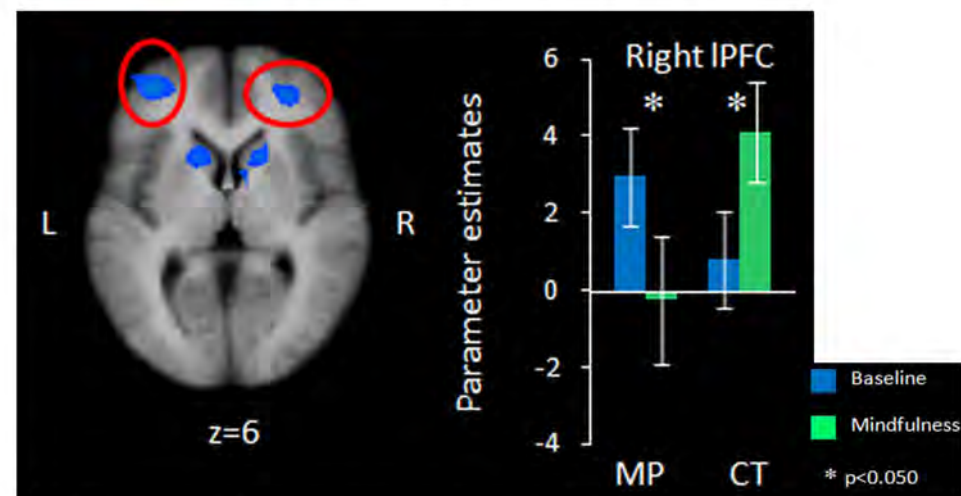 L
R
z=6
Right lPFC
*
*
Parameter estimates
6
4
2
0
-2
-4
MP
CT
Baseline
Mindfulness
* p<0.050